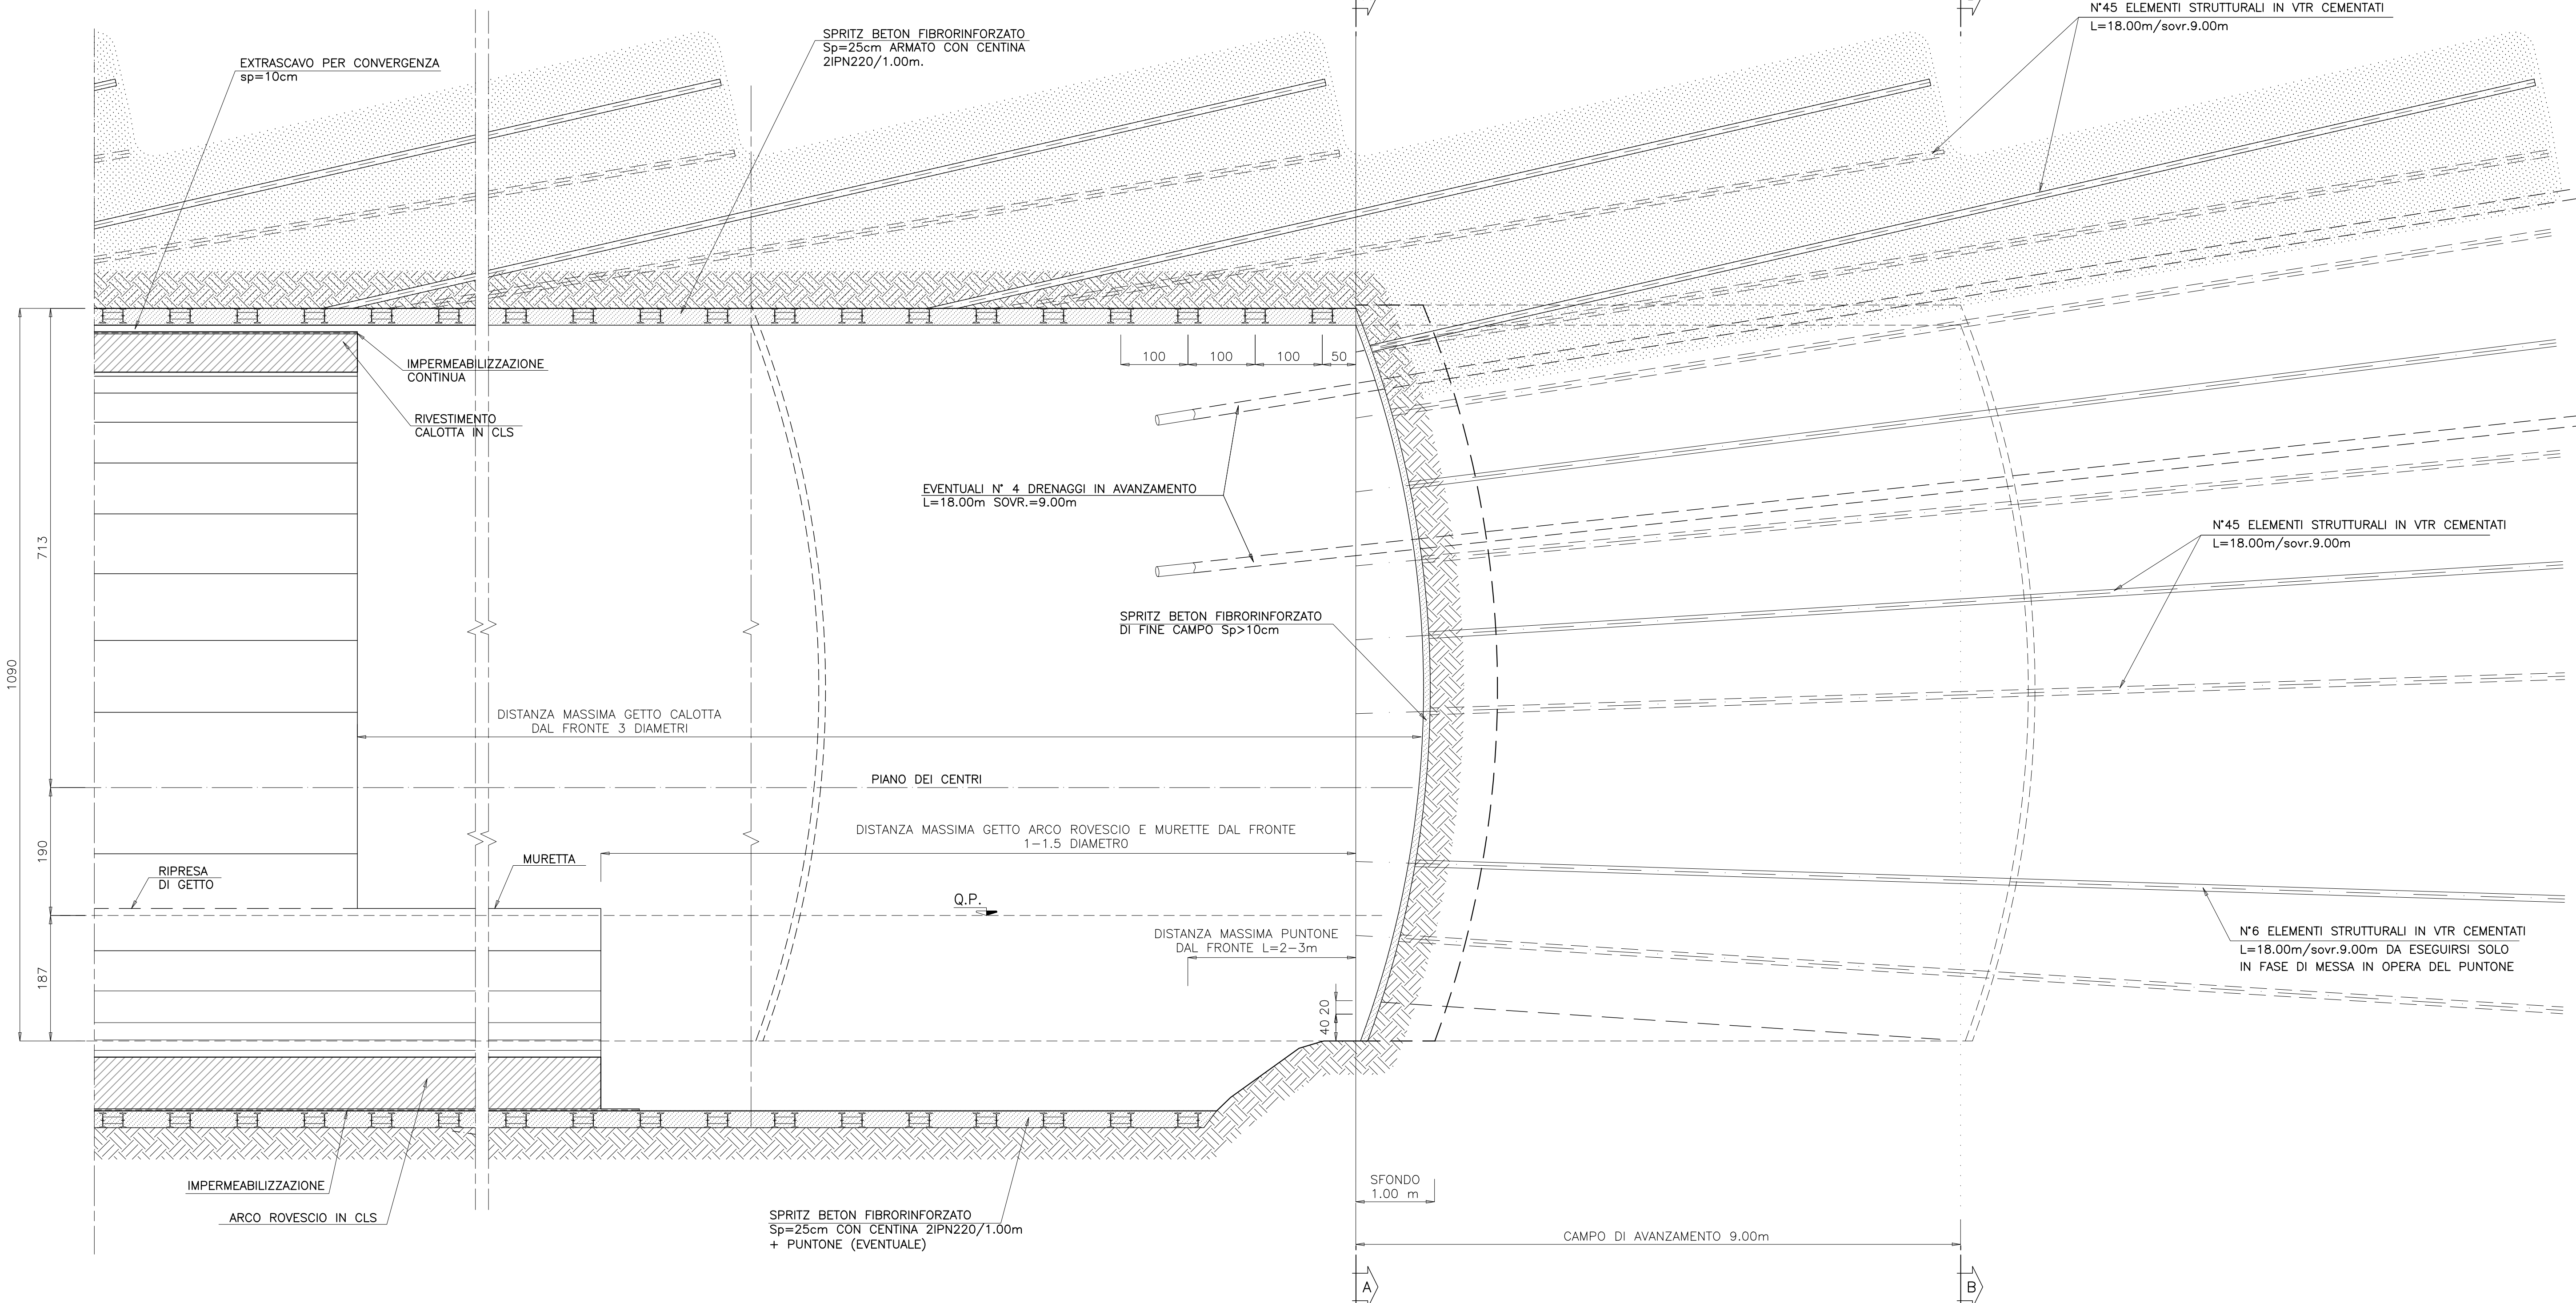 N°45 ELEMENTI STRUTTURALI IN VTR CEMENTATI
L=18.00m/sovr.9.00m
SPRITZ BETON FIBRORINFORZATO
Sp=25cm ARMATO CON CENTINA
2IPN220/1.00m.
EXTRASCAVO PER CONVERGENZA
sp=10cm
IMPERMEABILIZZAZIONE
CONTINUA
100
100
100
50
RIVESTIMENTO
CALOTTA IN CLS
EVENTUALI N° 4 DRENAGGI IN AVANZAMENTO
L=18.00m SOVR.=9.00m
N°45 ELEMENTI STRUTTURALI IN VTR CEMENTATI
L=18.00m/sovr.9.00m
713
1090
SPRITZ BETON FIBRORINFORZATO
DI FINE CAMPO Sp>10cm
DISTANZA MASSIMA GETTO CALOTTA
DAL FRONTE 3 DIAMETRI
PIANO DEI CENTRI
DISTANZA MASSIMA GETTO ARCO ROVESCIO E MURETTE DAL FRONTE
1-1.5 DIAMETRO
190
MURETTA
RIPRESA
DI GETTO
Q.P.
DISTANZA MASSIMA PUNTONE
DAL FRONTE L=2-3m
N°6 ELEMENTI STRUTTURALI IN VTR CEMENTATI
L=18.00m/sovr.9.00m DA ESEGUIRSI SOLO
IN FASE DI MESSA IN OPERA DEL PUNTONE
187
40 20
IMPERMEABILIZZAZIONE
ARCO ROVESCIO IN CLS
SPRITZ BETON FIBRORINFORZATO
Sp=25cm CON CENTINA 2IPN220/1.00m
+ PUNTONE (EVENTUALE)
SFONDO
1.00 m
CAMPO DI AVANZAMENTO 9.00m
A
B